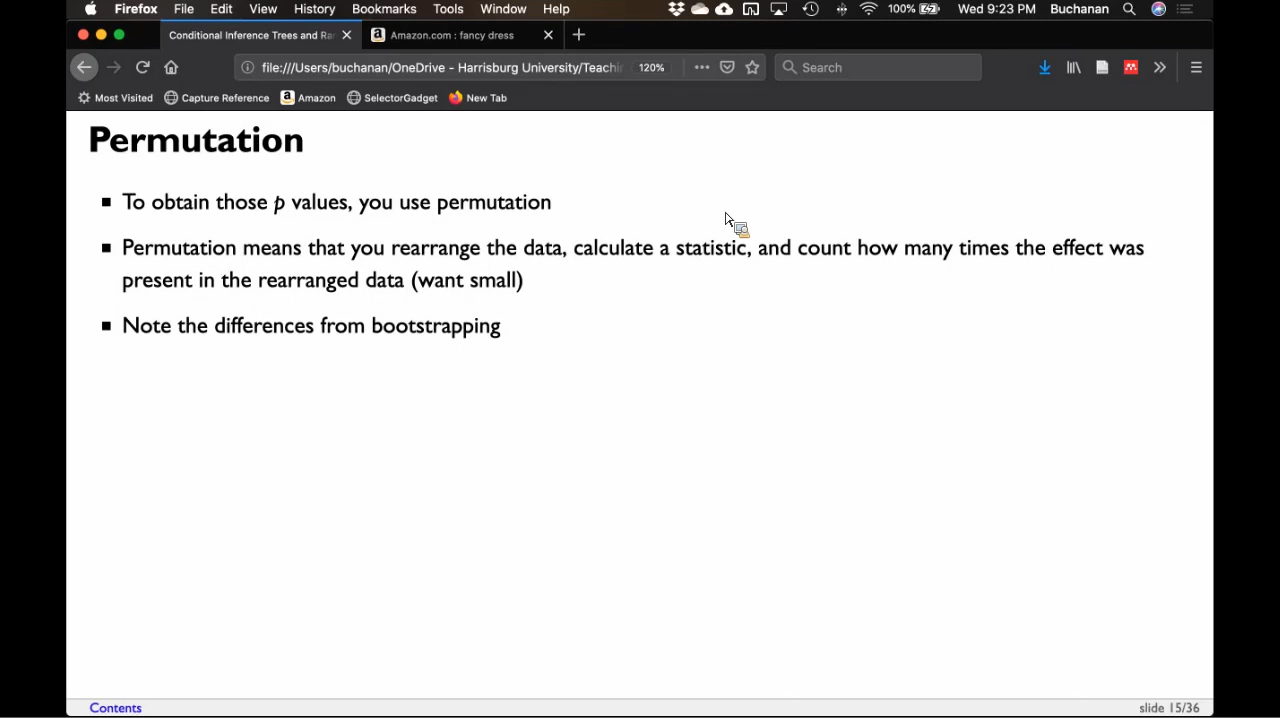 Firefox File Edit View History Bookmarks Tools Window Help 100% Wed 9:23 PM Buchanan
Conditional Inference Trees and Ra Amazon.com : fancy dress
file:///Users/buchanan/OneDrive - Harrisburg University/Teachi 120% Search
Most Visited Capture Reference Amazon SelectorGadget New Tab
Permutation
To obtain those p values, you use permutation
Permutation means that you rearrange the data, calculate a statistic, and count how many times the effect was
present in the rearranged data (want small)
Note the differences from bootstrapping
Contents slide 15/36